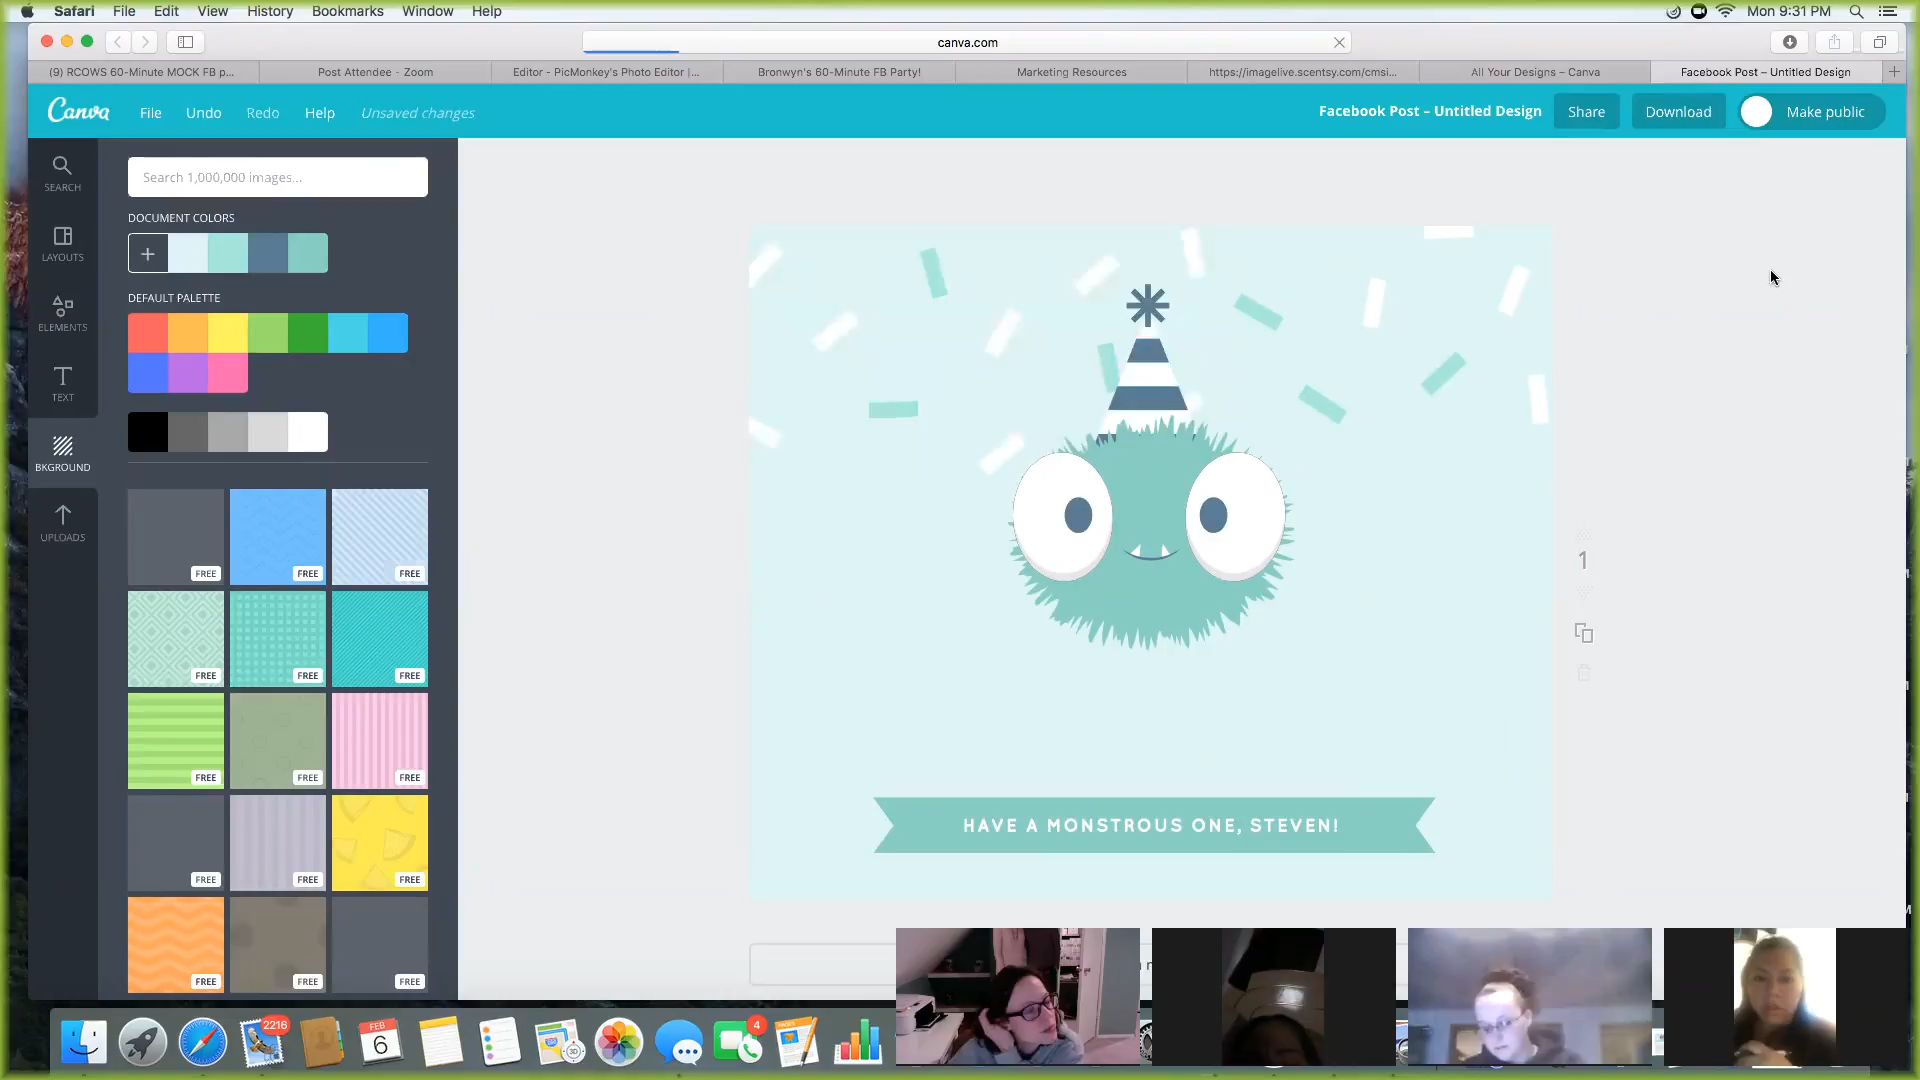 Safari File Edit View History Bookmarks Window Help Mon 9:31 PM
canva.com
(9) RCOWS 60-Minute MOCK FB p... Post Attendee - Zoom Editor - PicMonkey's Photo Editor |... Bronwyn's 60-Minute FB Party! Marketing Resources https://imagelive.scentsy.com/cmsi... All Your Designs – Canva Facebook Post – Untitled Design
Canva File Undo Redo Help Unsaved changes Facebook Post – Untitled Design Share Download Make public
SEARCH
LAYOUTS
ELEMENTS
TEXT
BKGROUND
UPLOADS
Search 1,000,000 images...
DOCUMENT COLORS
DEFAULT PALETTE
FREE FREE FREE
FREE FREE FREE
FREE FREE FREE
FREE FREE FREE
FREE FREE FREE
HAVE A MONSTROUS ONE, STEVEN!
1
2216
FEB
6
3D
4
PAGES